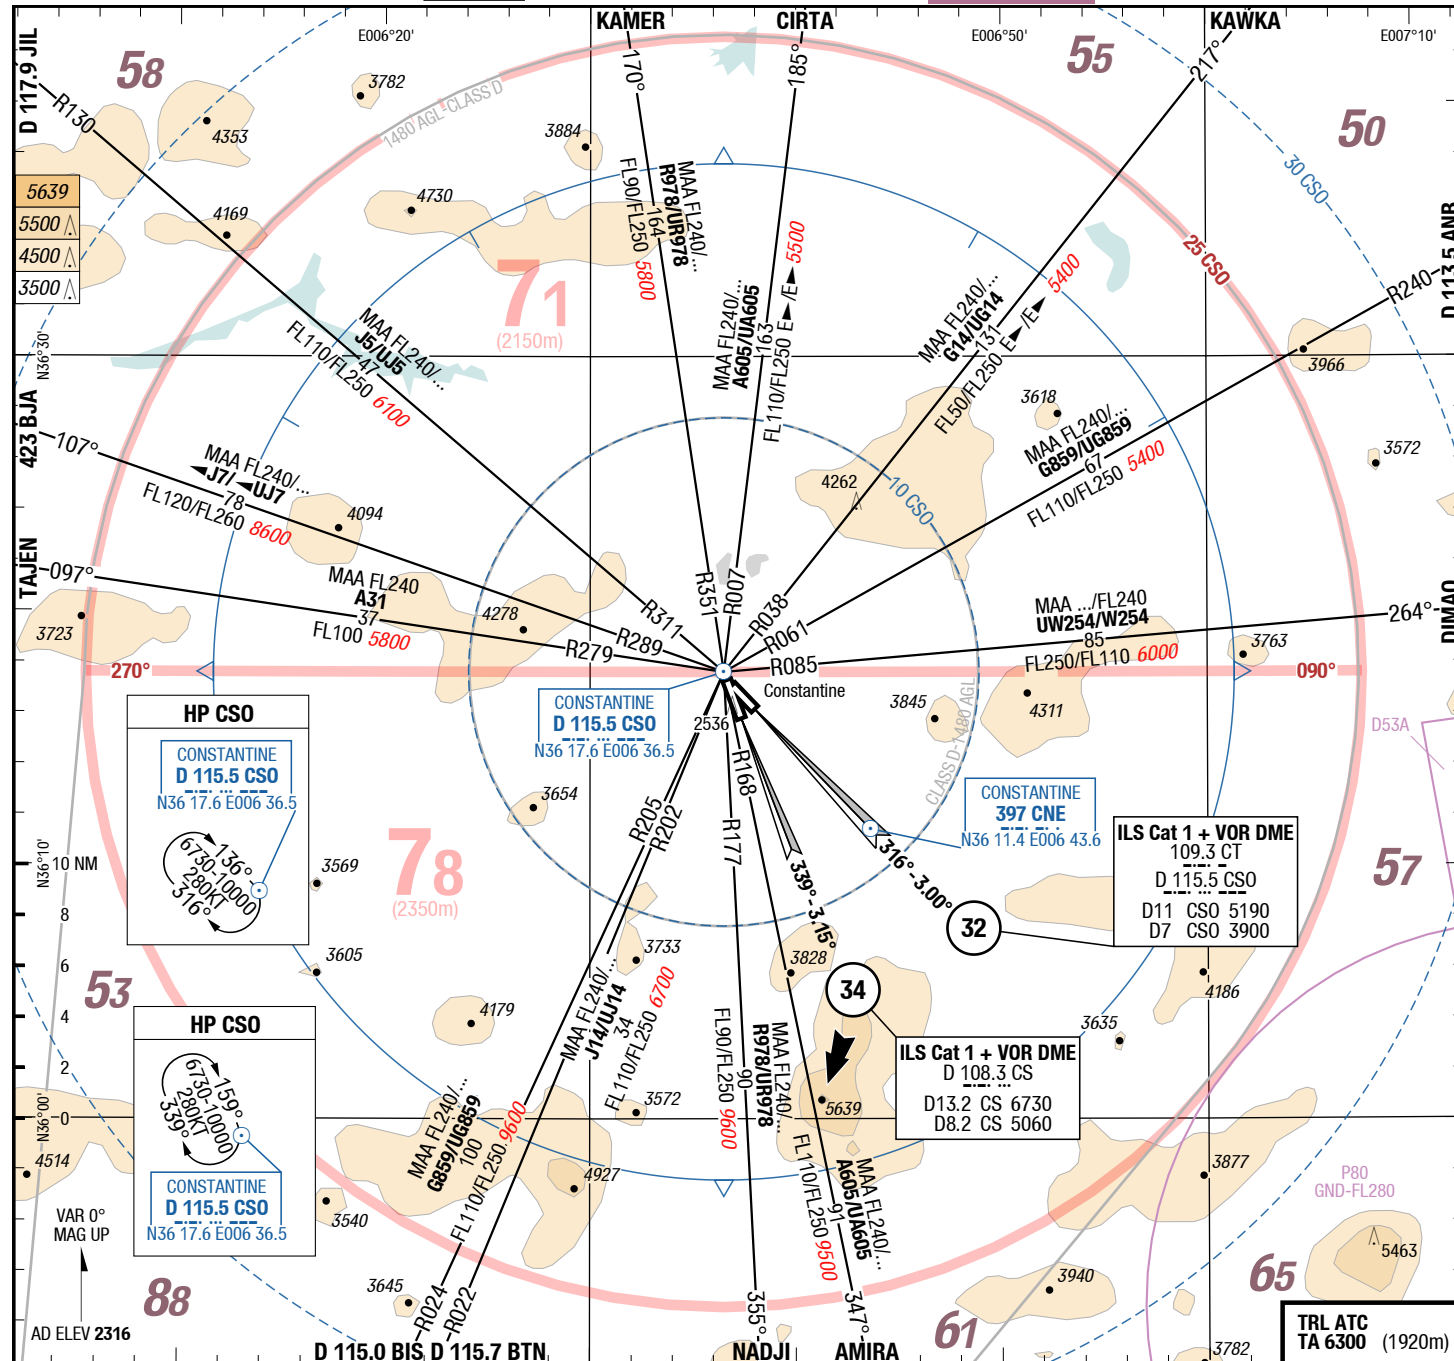 KAMER
CIRTA
KAWKA
E006°20'
E006°50'
E007°10'
58
55
50
D 117.9 JIL
R130
3782
4353
3884
1480 AGL-CLASS D
170°
185°
217°
30 CSO
25 CSO
5639
5500
4500
3500
4169
4730
MAA FL240/...
R978/UR978
164
FL90/FL250 5800
MAA FL240/...
A605/UA605
163
FL110/FL250 E /E 5500
MAA FL240/...
G14/UG14
131
FL50/FL250 E /E 5400
D 113.5 ANB
R240
71
(2150m)
N36°30'
MAA FL240/...
J5/UJ5
47
FL110/FL250 6100
3966
3618
3572
MAA FL240/...
G859/UG859
67
FL110/FL250 5400
423 BJA
107°
MAA FL240/...
J7/ UJ7
78
FL120/FL260 8600
4094
4262
10 CSO
TAJEN
097°
MAA FL240
A31
37
FL100 5800
4278
3723
R311
R289
R279
R351
R007
R038
R061
R085
MAA .../FL240
UW254/W254
85
FL250/FL110 6000
264°
DIMAO
3763
270°
090°
Constantine
CONSTANTINE
D 115.5 CSO
N36 17.6 E006 36.5
2536
3845
4311
CLASS D-1480 AGL
D53A
HP CSO
CONSTANTINE
D 115.5 CSO
N36 17.6 E006 36.5
136°
6730-10000
280KT
316°
3654
R205
R202
R168
R177
CONSTANTINE
397 CNE
N36 11.4 E006 43.6
316°-3.00°
339°-3.15°
32
ILS Cat 1 + VOR DME
109.3 CT
D 115.5 CSO
D11 CSO 5190
D7 CSO 3900
57
78
(2350m)
N36°10'
10 NM
8
6
4
2
0
N36°00'
3569
3605
53
4179
3733
3828
34
4186
3635
ILS Cat 1 + VOR DME
D 108.3 CS
D13.2 CS 6730
D8.2 CS 5060
5639
HP CSO
159°
6730-10000
280KT
339°
CONSTANTINE
D 115.5 CSO
N36 17.6 E006 36.5
MAA FL240/...
J14/UJ14
34
FL110/FL250 6700
3572
MAA FL240/...
G859/UG859
100
FL110/FL250 9600
MAA FL240/...
R978/UR978
90
FL90/FL250 9600
MAA FL240/...
A605/UA605
91
FL110/FL250 9500
4514
3540
4927
3877
P80
GND-FL280
5463
VAR 0°
MAG UP
AD ELEV 2316
88
3645
R024
R022
355°
347°
3940
61
65
3782
D 115.0 BIS
D 115.7 BTN
NADJI
AMIRA
TRL ATC
TA 6300 (1920m)